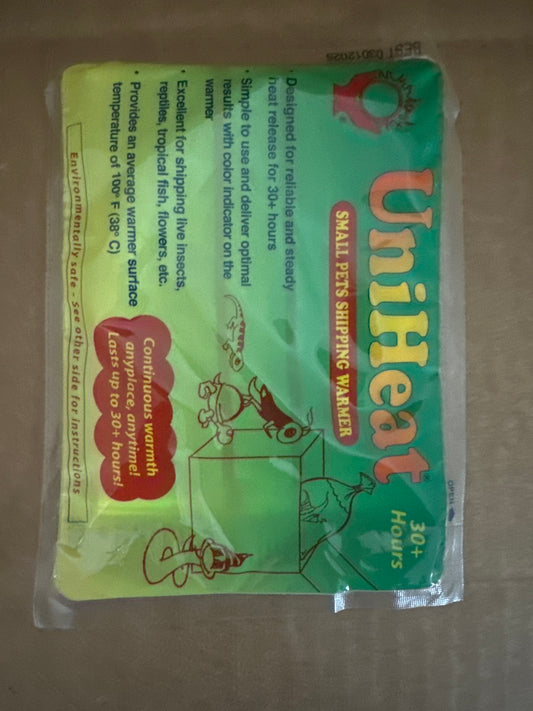 BEST 03012026
UniHeat®
SMALL PETS SHIPPING WARMER
30+
Hours
OPEN
• Designed for reliable and steady
heat release for 30+ hours
• Simple to use and deliver optimal
results with color indicator on the
warmer
• Excellent for shipping live insects,
reptiles, tropical fish, flowers, etc.
• Provides an average warmer surface
temperature of 100° F (38° C)
Continuous warmth
anyplace, anytime!
Lasts up to 30+ hours!
Environmentally safe - See other side for instructions